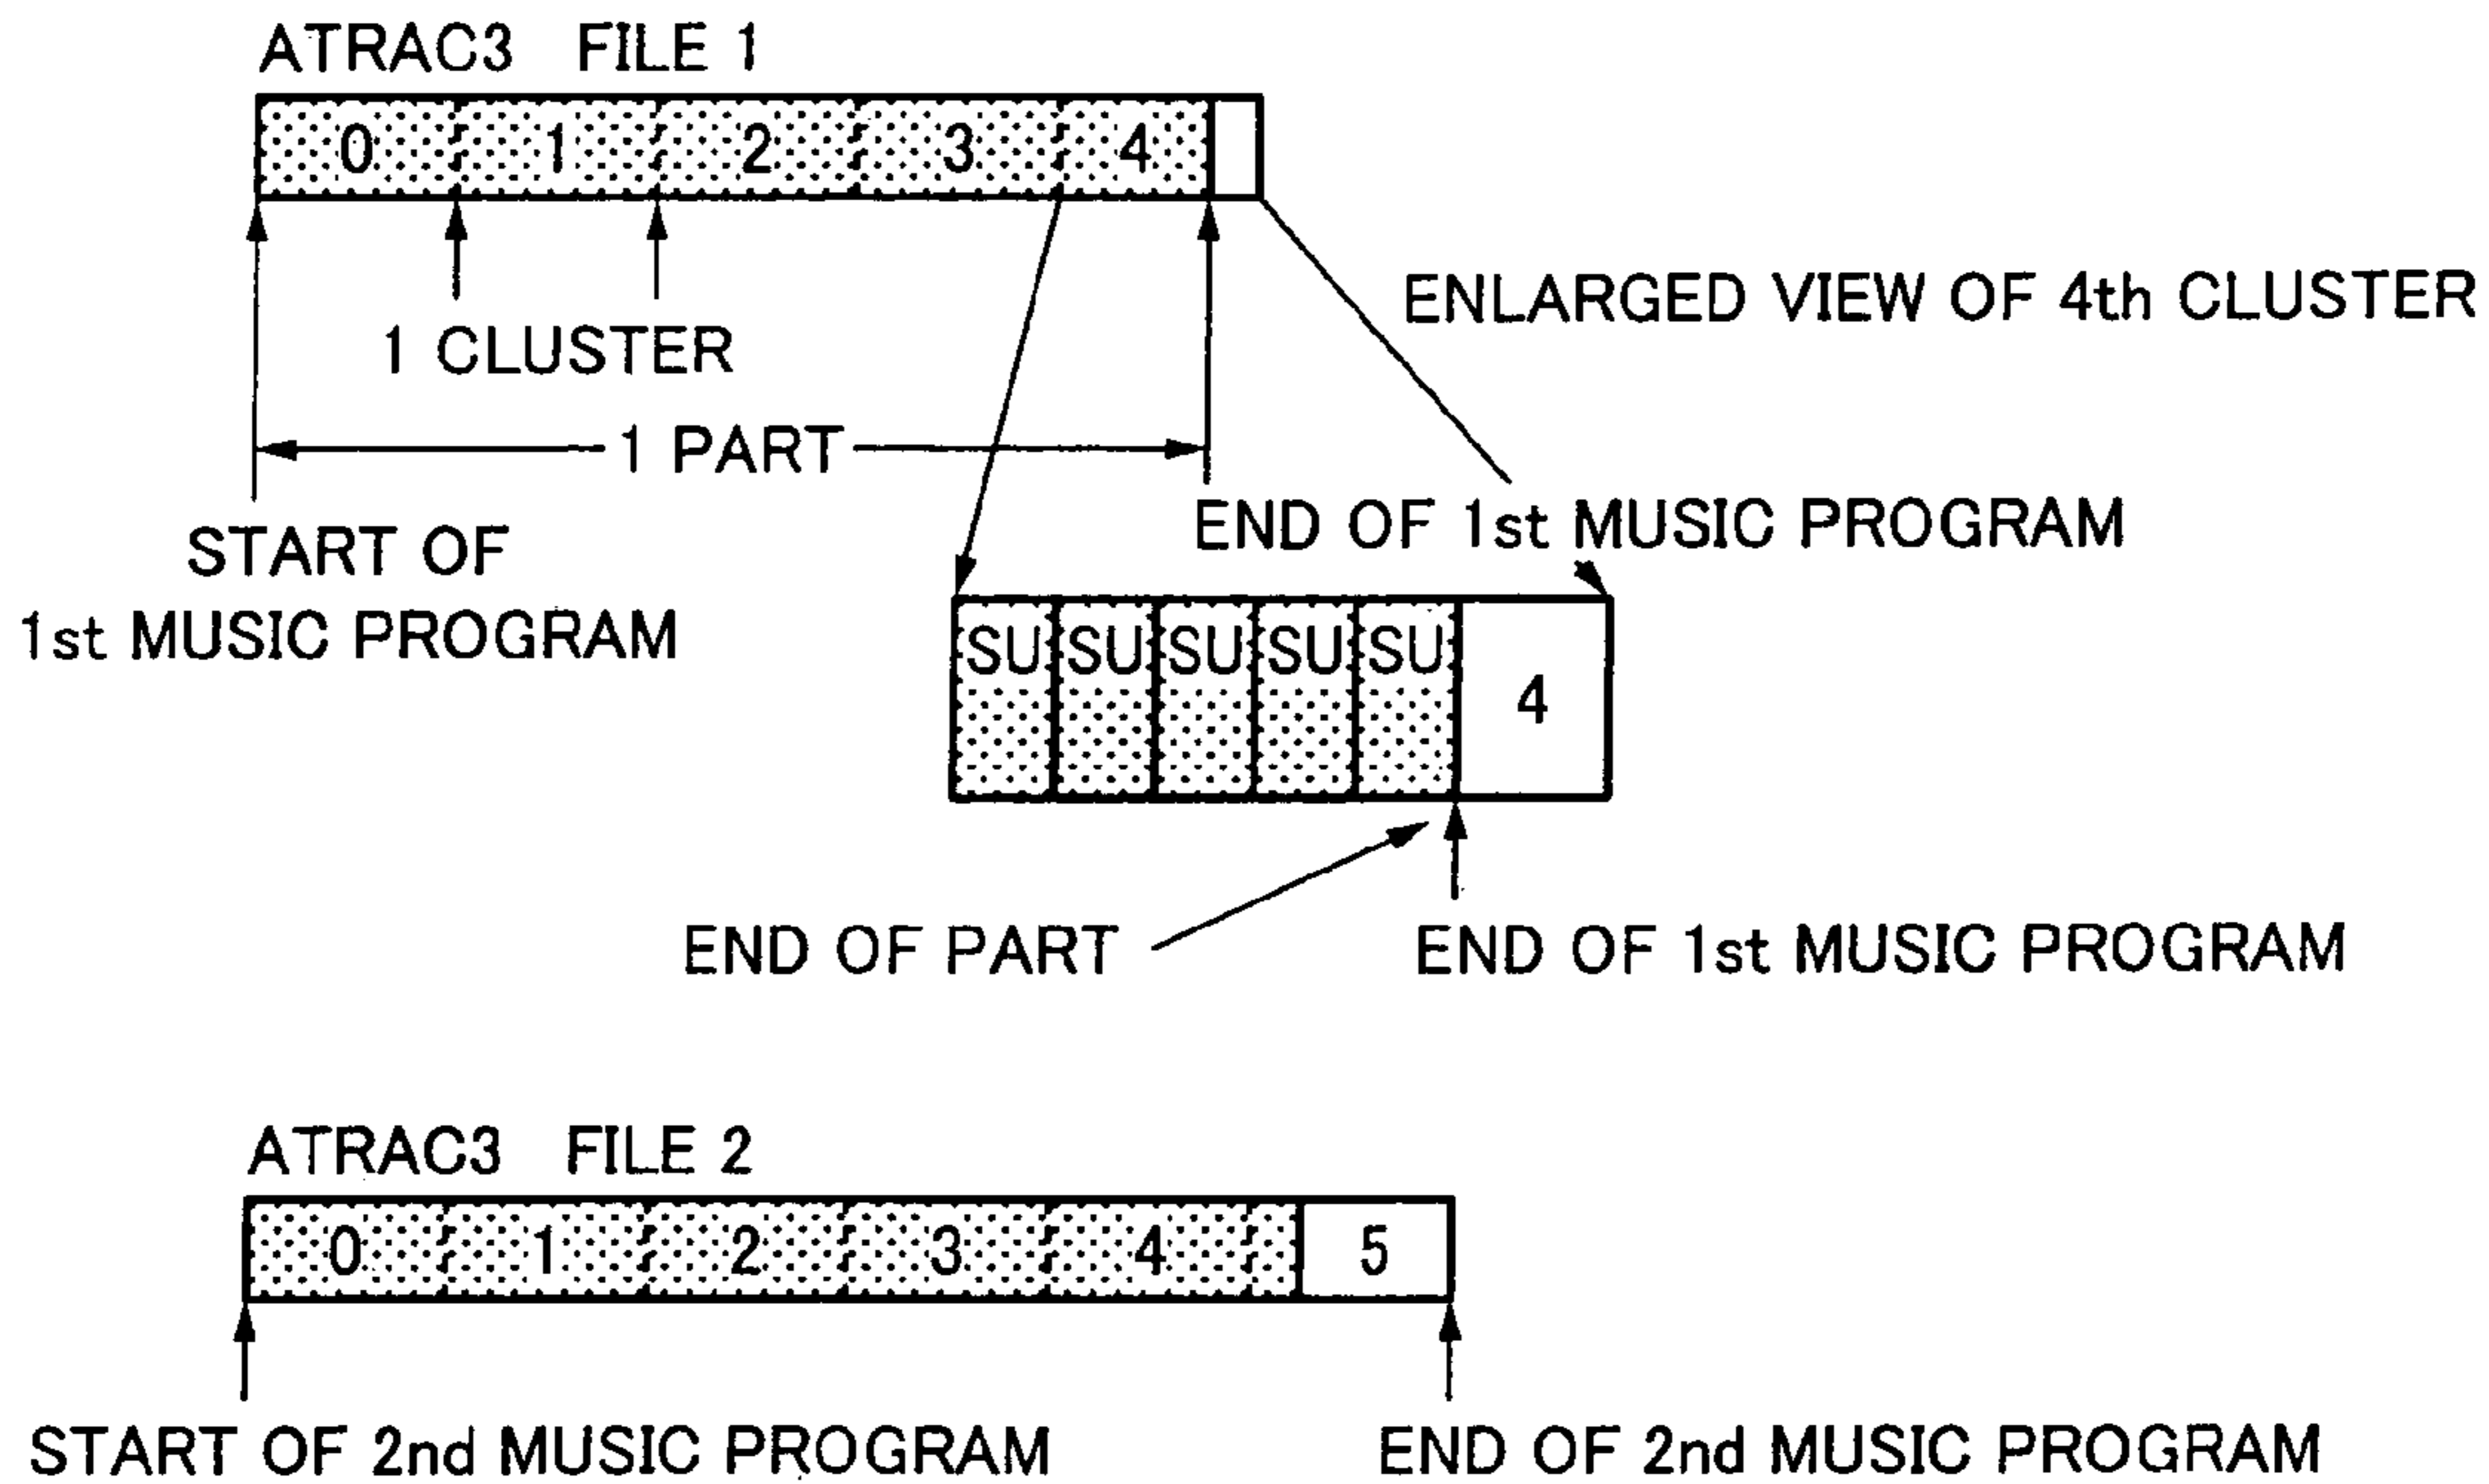 ATRAC3 FILE 1
0 1 2 3 4
ENLARGED VIEW OF 4th CLUSTER
1 CLUSTER
1 PART
START OF
1st MUSIC PROGRAM
END OF 1st MUSIC PROGRAM
SU SU SU SU SU
4
END OF PART
END OF 1st MUSIC PROGRAM
ATRAC3 FILE 2
0 1 2 3 4 5
START OF 2nd MUSIC PROGRAM
END OF 2nd MUSIC PROGRAM